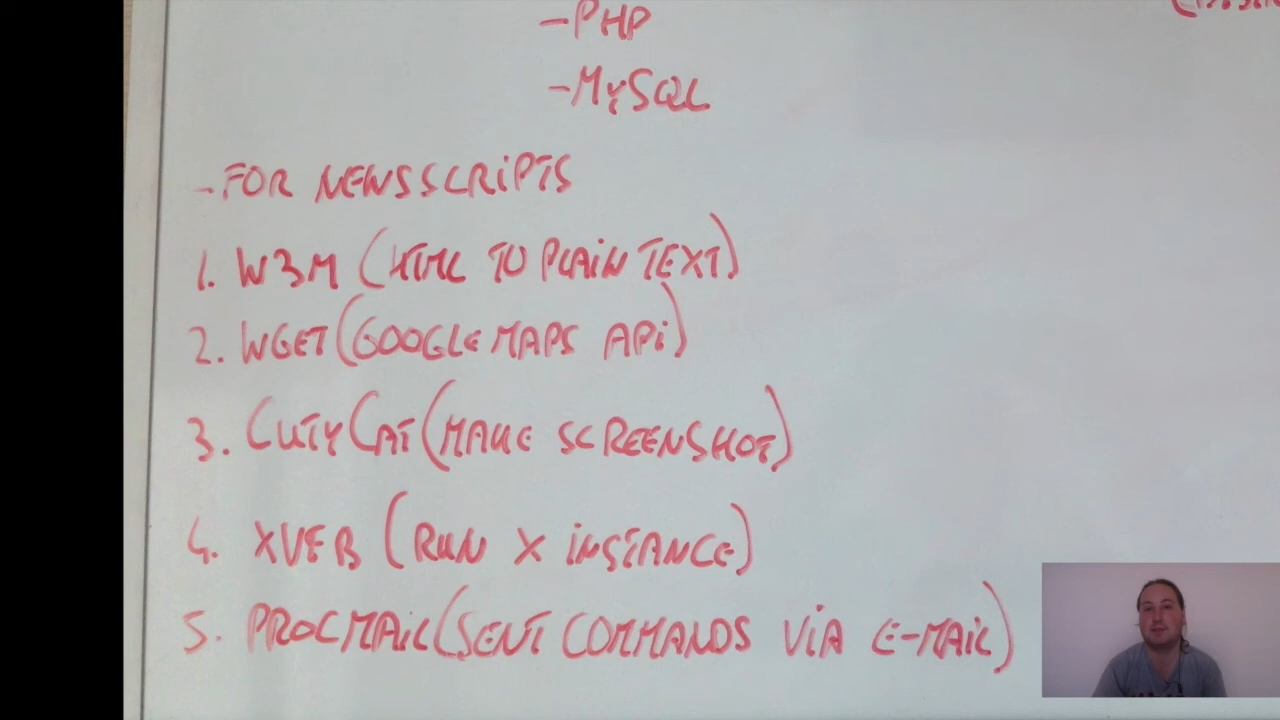 -PHP
-MySQL
-FOR NEWSSCRiPTS
1. W3M (HTML TO PLAiN TEXT)
2. WGET (GOOGLE MAPS APi)
3. CUTYCAT (MAKE SCREENSHOT)
4. XVFB (RUN X iNSTANCE)
5. PROCMAiL (SENT COMMANDS ViA E-MAiL)